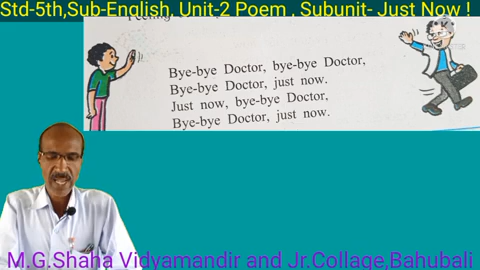 Std-5th,Sub-English, Unit-2 Poem , Subunit- Just Now !
Bye-bye Doctor, bye-bye Doctor,
Bye-bye Doctor, just now.
Just now, bye-bye Doctor,
Bye-bye Doctor, just now.
M.G.Shaha Vidyamandir and Jr.Collage,Bahubali